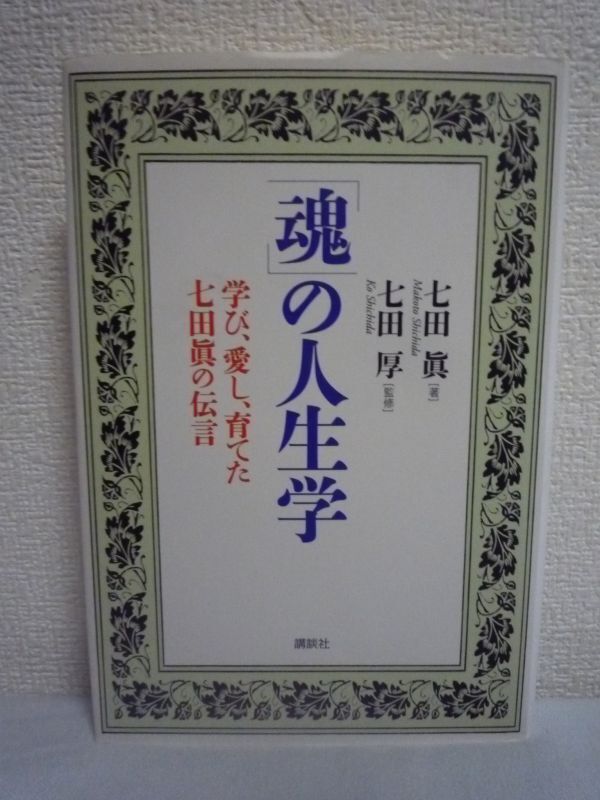 七田 眞[著]
Makoto Shichida
七田 厚[監修]
Ko Shichida
「魂」の人生学
学び、愛し、育てた
七田眞の伝言
講談社